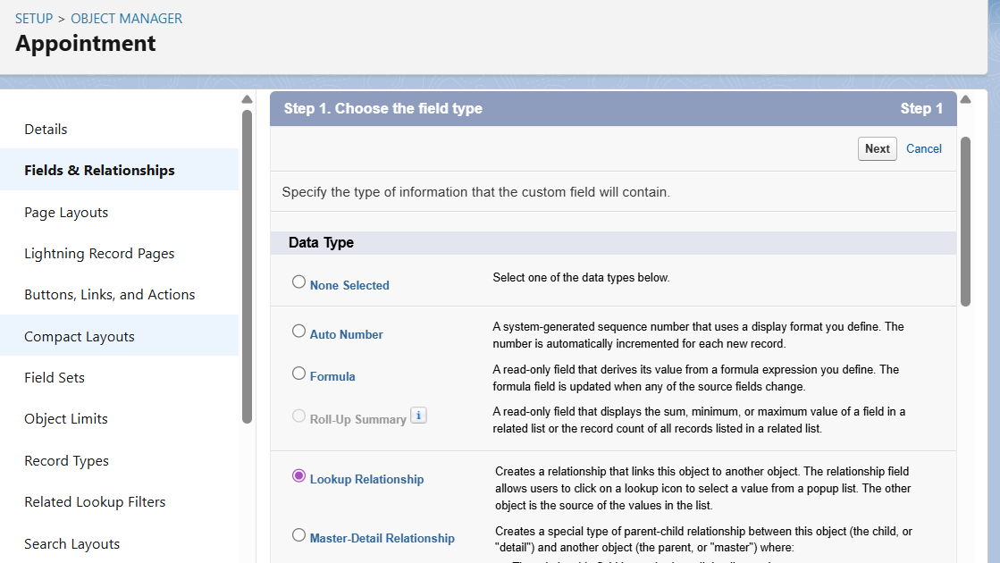 SETUP > OBJECT MANAGER
Appointment
Details
Fields & Relationships
Page Layouts
Lightning Record Pages
Buttons, Links, and Actions
Compact Layouts
Field Sets
Object Limits
Record Types
Related Lookup Filters
Search Layouts
Step 1. Choose the field type
Step 1
Next Cancel
Specify the type of information that the custom field will contain.
Data Type
None Selected
Select one of the data types below.
Auto Number
A system-generated sequence number that uses a display format you define. The
number is automatically incremented for each new record.
Formula
A read-only field that derives its value from a formula expression you define. The
formula field is updated when any of the source fields change.
Roll-Up Summary i
A read-only field that displays the sum, minimum, or maximum value of a field in a
related list or the record count of all records listed in a related list.
Lookup Relationship
Creates a relationship that links this object to another object. The relationship field
allows users to click on a lookup icon to select a value from a popup list. The other
object is the source of the values in the list.
Master-Detail Relationship
Creates a special type of parent-child relationship between this object (the child, or
"detail") and another object (the parent, or "master") where: